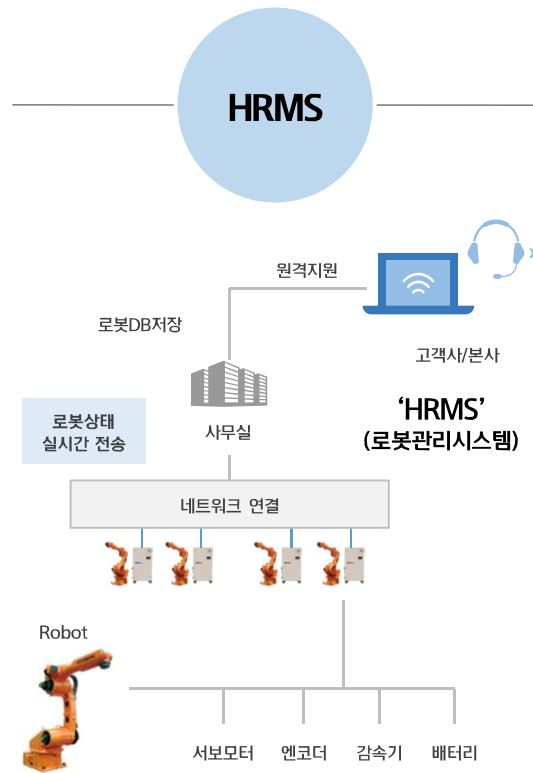 HRMS
원격지원
로봇DB저장
고객사/본사
‘HRMS’
(로봇관리시스템)
로봇상태
실시간 전송
사무실
네트워크 연결
Robot
서보모터 엔코더 감속기 배터리